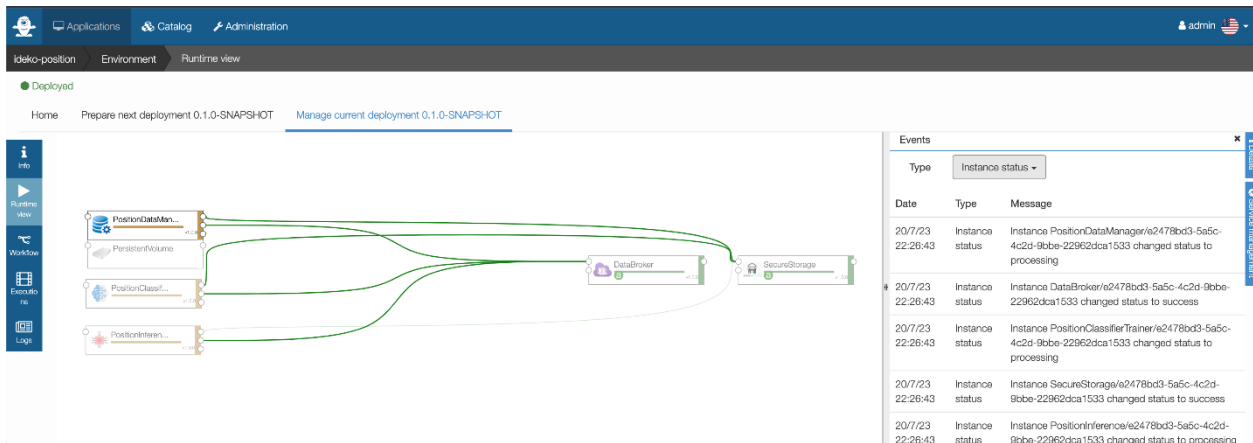 Applications Catalog Administration admin
ideko-position Environment Runtime view
Deployed
Home Prepare next deployment 0.1.0-SNAPSHOT Manage current deployment 0.1.0-SNAPSHOT
Info
Runtime
view
Workflow
Executio
ns
Logs
PositionDataMan...
PersistentVolume
PositionClassif...
PositionInferen...
DataBroker
SecureStorage
Events
Type Instance status
Date Type Message
20/7/23 Instance Instance PositionDataManager/e2478bd3-5a5c-
22:26:43 status 4c2d-9bbe-22962dca1533 changed status to
processing
20/7/23 Instance Instance DataBroker/e2478bd3-5a5c-4c2d-9bbe-
22:26:43 status 22962dca1533 changed status to success
20/7/23 Instance Instance PositionClassifierTrainer/e2478bd3-5a5c-
22:26:43 status 4c2d-9bbe-22962dca1533 changed status to
processing
20/7/23 Instance Instance SecureStorage/e2478bd3-5a5c-4c2d-
22:26:43 status 9bbe-22962dca1533 changed status to success
20/7/23 Instance Instance PositionInference/e2478bd3-5a5c-4c2d-
22:26:43 status 9bbe-22962dca1533 changed status to processing